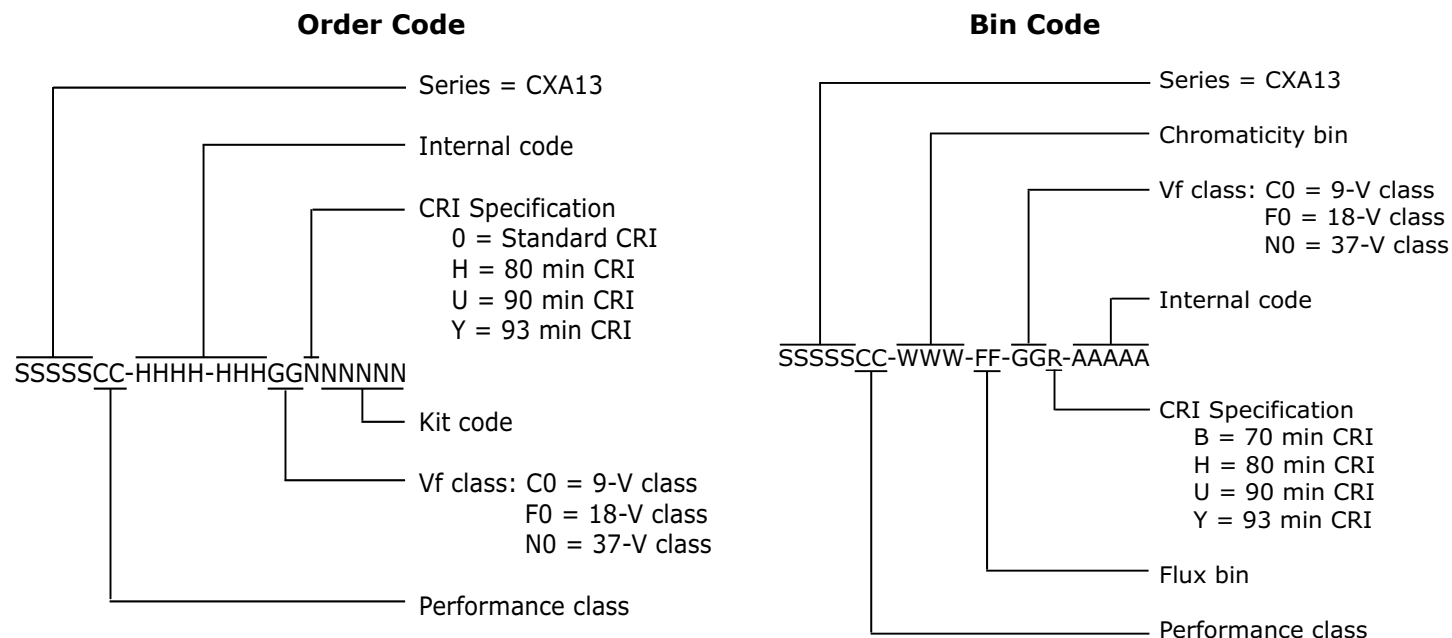 Order Code
Series = CXA13
Internal code
CRI Specification
0 = Standard CRI
H = 80 min CRI
U = 90 min CRI
Y = 93 min CRI
SSSSSCC-HHHH-HHHGGNNNNNN
Kit code
Vf class: C0 = 9-V class
F0 = 18-V class
N0 = 37-V class
Performance class
Bin Code
Series = CXA13
Chromaticity bin
Vf class: C0 = 9-V class
F0 = 18-V class
N0 = 37-V class
Internal code
SSSSSCC-WWW-FF-GGR-AAAAA
CRI Specification
B = 70 min CRI
H = 80 min CRI
U = 90 min CRI
Y = 93 min CRI
Flux bin
Performance class